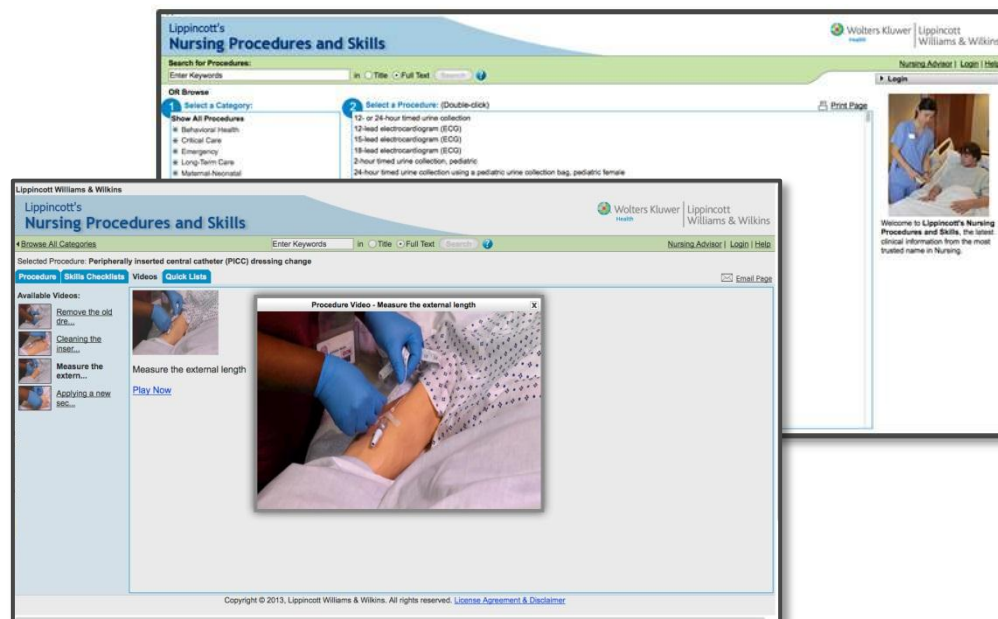 Lippincott's
Nursing Procedures and Skills
Wolters Kluwer
Health
Lippincott
Williams & Wilkins
Search for Procedures:
Nursing Advisor | Login | Help
Enter Keywords in Title Full Text Search ?
Login
OR Browse
1 Select a Category:
2 Select a Procedure: (Double-click)
Print Page
Show All Procedures
Behavioral Health
Critical Care
Emergency
Long-Term Care
Maternal-Neonatal
12- or 24-hour timed urine collection
12-lead electrocardiogram (ECG)
15-lead electrocardiogram (ECG)
18-lead electrocardiogram (ECG)
2-hour timed urine collection, pediatric
24-hour timed urine collection using a pediatric urine collection bag, pediatric female
Welcome to Lippincott's Nursing
Procedures and Skills, the latest
clinical information from the most
trusted name in Nursing.
Lippincott Williams & Wilkins
Lippincott's
Nursing Procedures and Skills
Wolters Kluwer
Health
Lippincott
Williams & Wilkins
Browse All Categories
Enter Keywords in Title Full Text Search ?
Nursing Advisor | Login | Help
Selected Procedure: Peripherally inserted central catheter (PICC) dressing change
Procedure Skills Checklists Videos Quick Lists
Email Page
Available Videos:
Remove the old
dre...
Cleaning the
inser...
Measure the
extern...
Applying a new
sec...
Measure the external length
Play Now
Procedure Video - Measure the external length X
Copyright © 2013, Lippincott Williams & Wilkins. All rights reserved. License Agreement & Disclaimer